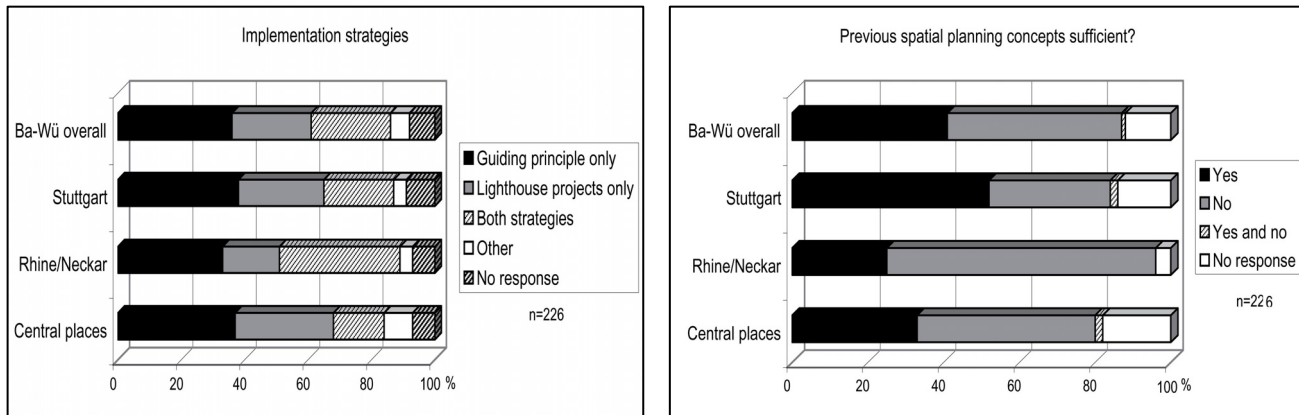 Implementation strategies
Ba-Wü overall
Stuttgart
Rhine/Neckar
Central places
0 20 40 60 80 100 %
Guiding principle only
Lighthouse projects only
Both strategies
Other
No response
n=226
Previous spatial planning concepts sufficient?
Ba-Wü overall
Stuttgart
Rhine/Neckar
Central places
0 20 40 60 80 100 %
Yes
No
Yes and no
No response
n=226